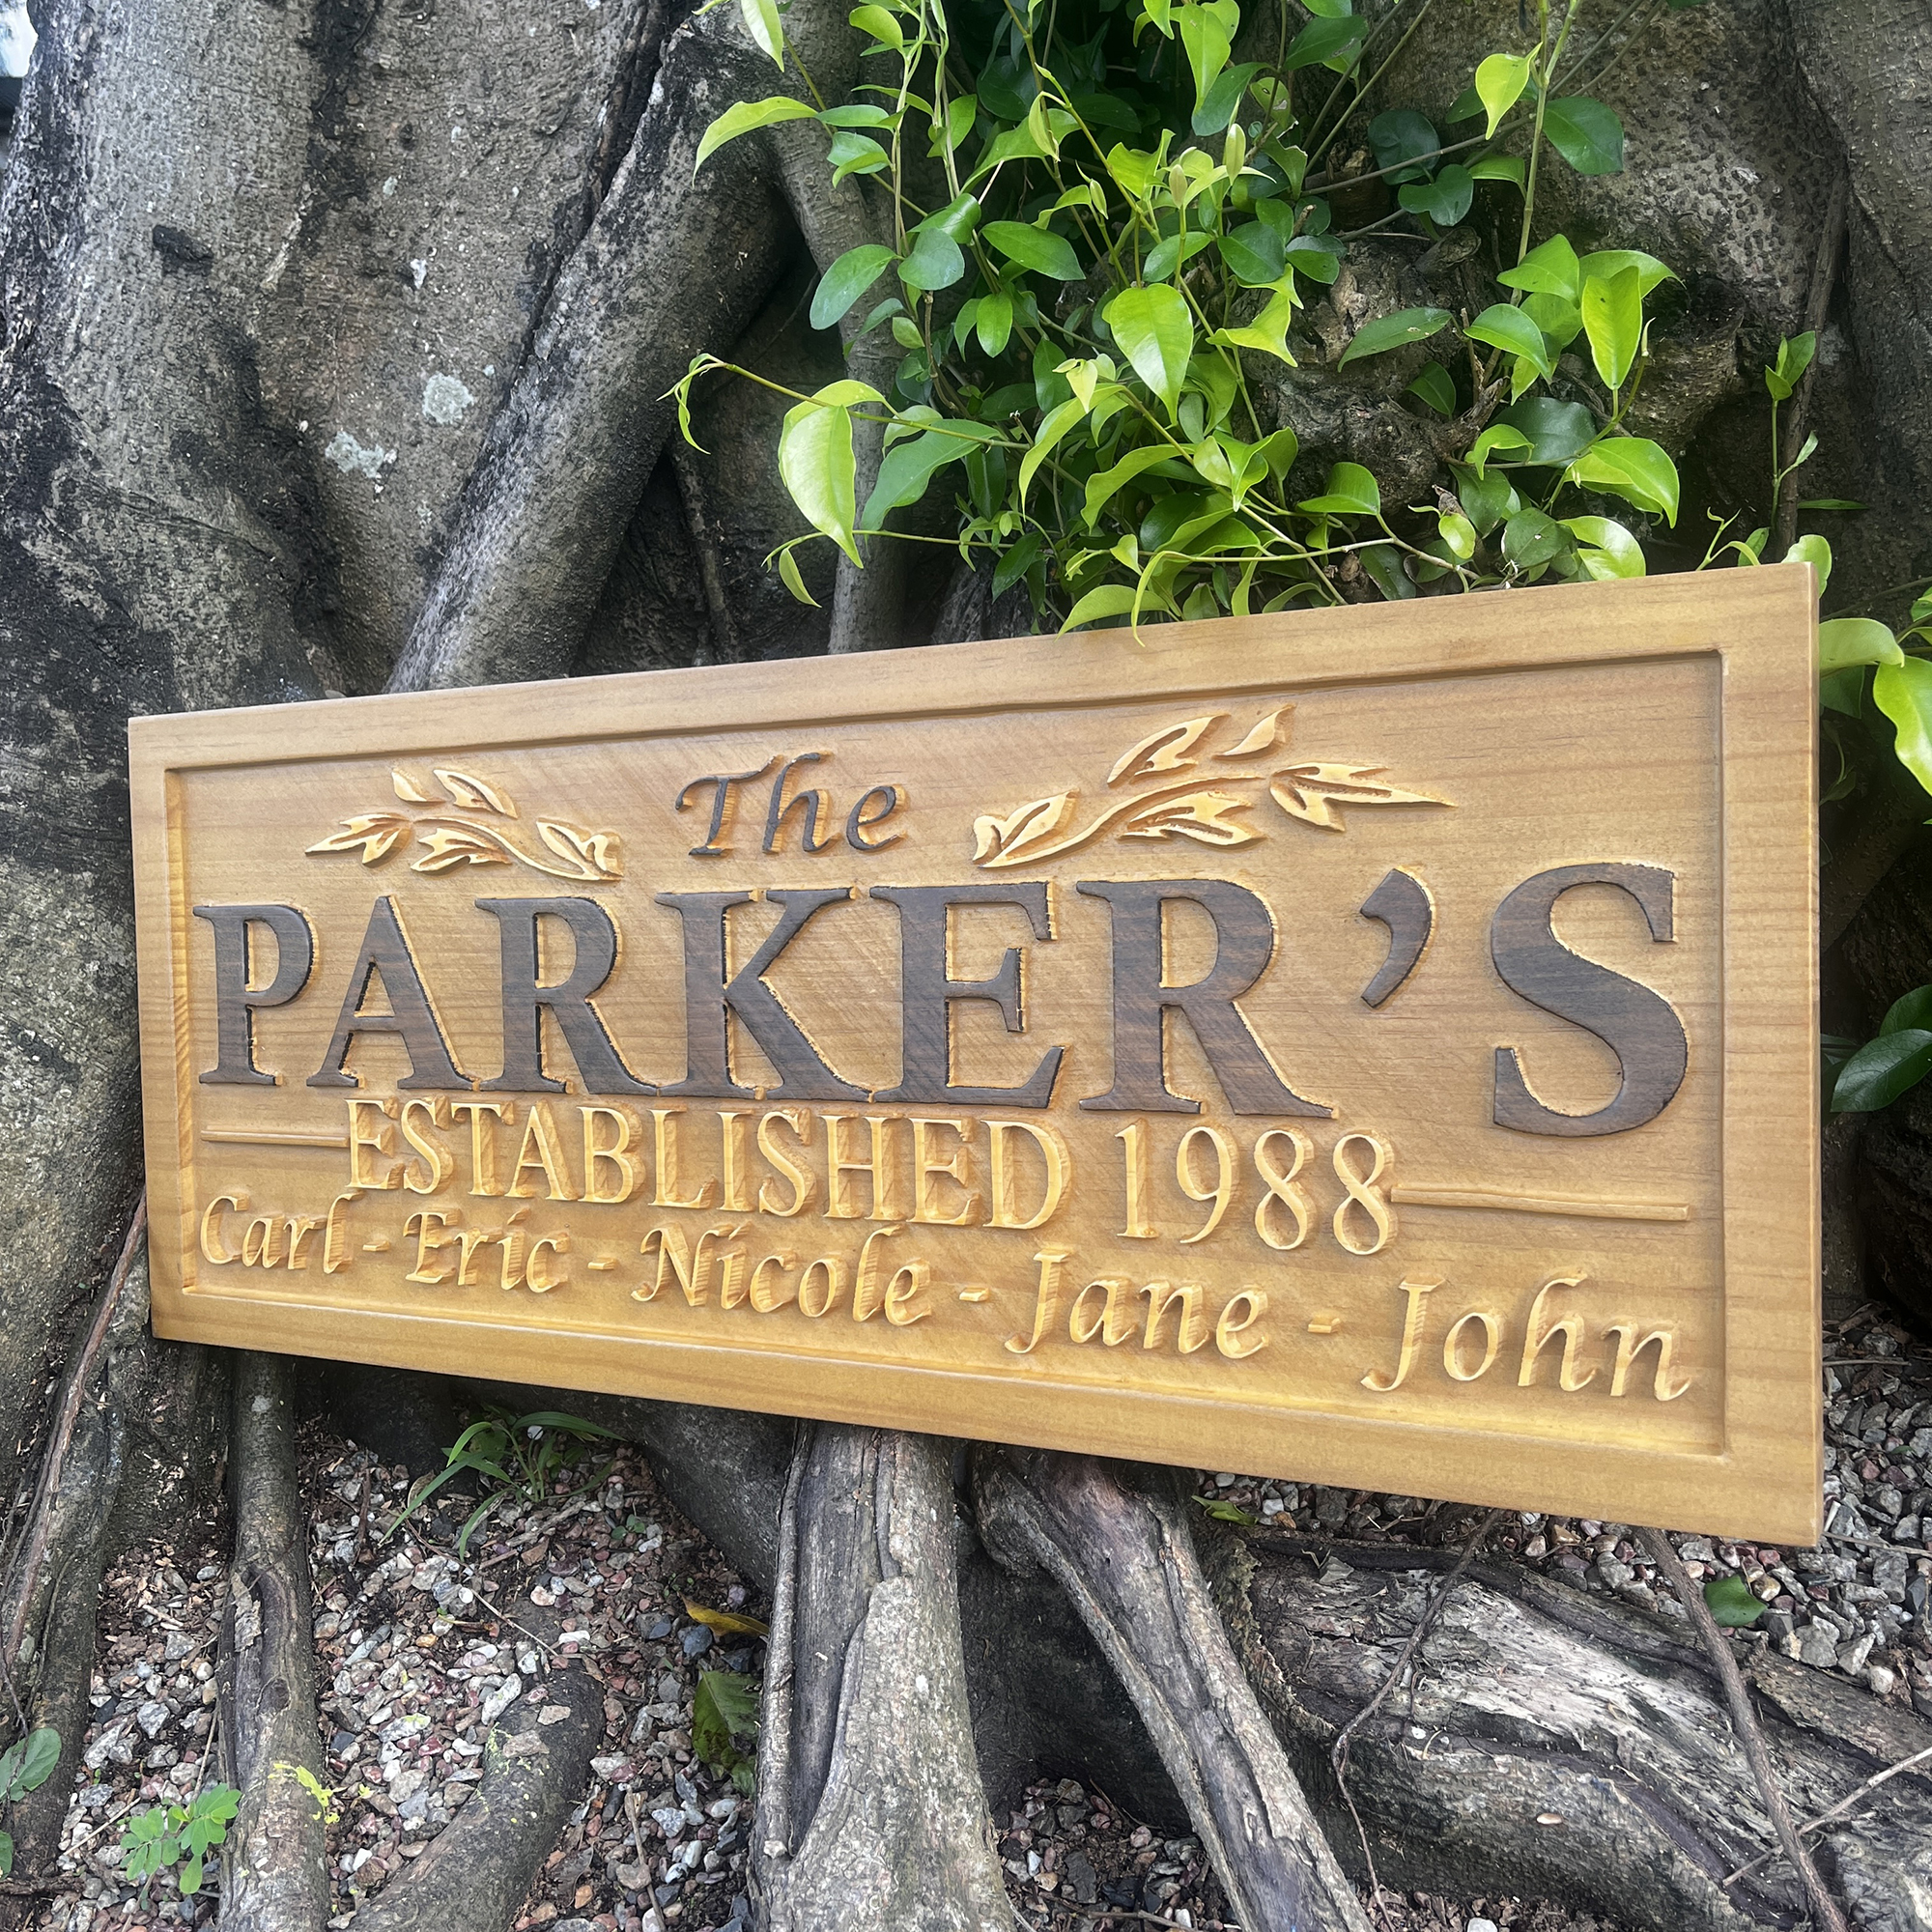 The
PARKER'S
ESTABLISHED 1988
Carl - Eric - Nicole - Jane - John